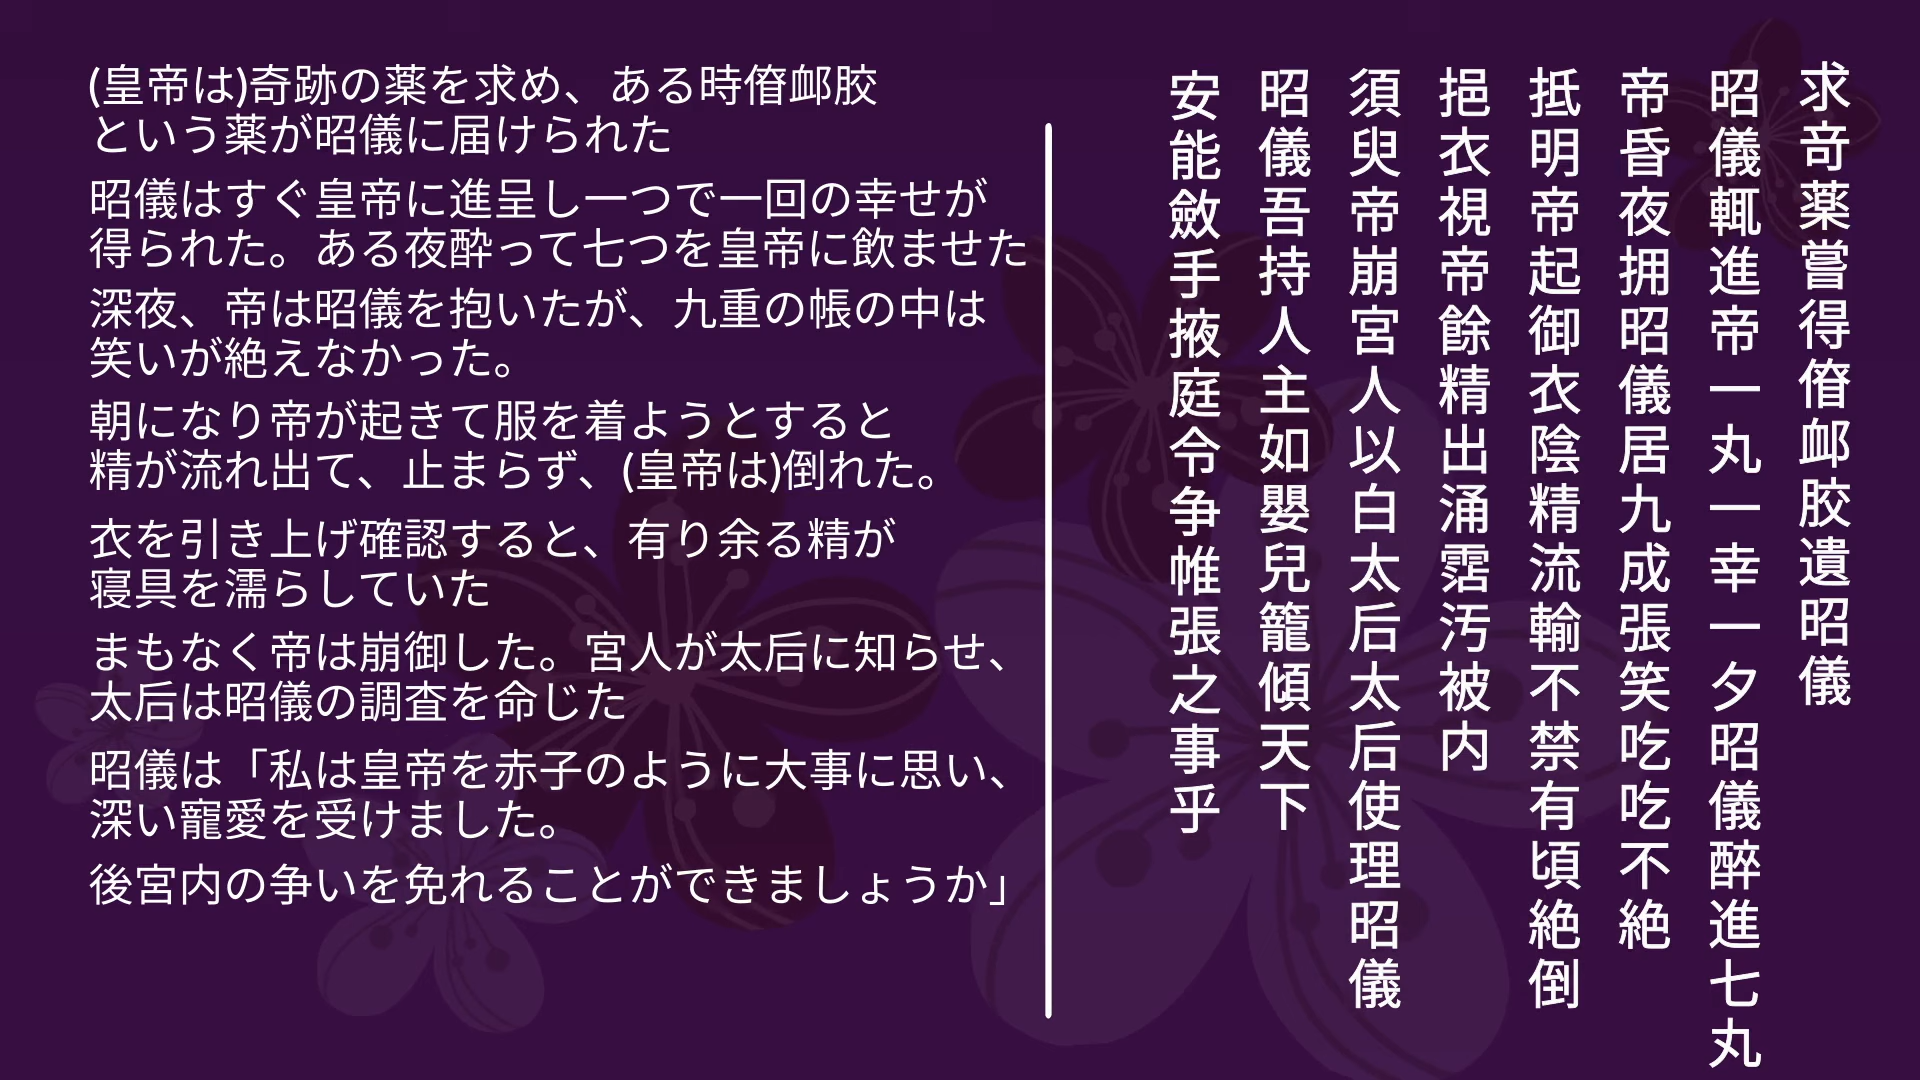 (皇帝は)奇跡の薬を求め、ある時傄衈胶
という薬が昭儀に届けられた
昭儀はすぐ皇帝に進呈し一つで一回の幸せが
得られた。ある夜酔って七つを皇帝に飲ませた
深夜、帝は昭儀を抱いたが、九重の帳の中は
笑いが絶えなかった。
朝になり帝が起きて服を着ようとすると
精が流れ出て、止まらず、(皇帝は)倒れた。
衣を引き上げ確認すると、有り余る精が
寝具を濡らしていた
まもなく帝は崩御した。宮人が太后に知らせ、
太后は昭儀の調査を命じた
昭儀は「私は皇帝を赤子のように大事に思い、
深い寵愛を受けました。
後宮内の争いを免れることができましょうか」
求竒薬嘗得傄衈胶遺昭儀
昭儀輒進帝一丸一幸一夕昭儀醉進七丸
帝昏夜拥昭儀居九成張笑吃吃不絶
抵明帝起御衣陰精流輸不禁有頃絶倒
挹衣視帝餘精出涌霑汚被内
須臾帝崩宮人以白太后太后使理昭儀
昭儀吾持人主如嬰兒籠傾天下
安能斂手掖庭令争帷張之事乎